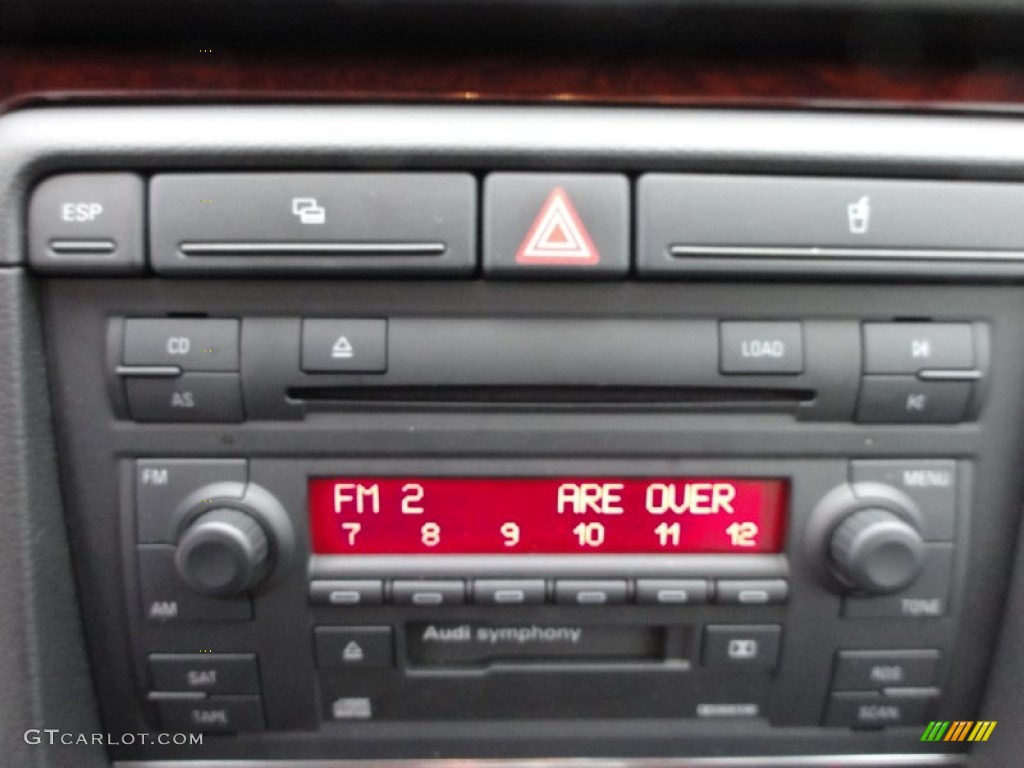 ESP
CD
LOAD
AS
FM
MENU
FM 2 ARE OVER
7 8 9 10 11 12
AM
TONE
Audi symphony
SAT
TAPE
SCAN
GTCARLOT.COM